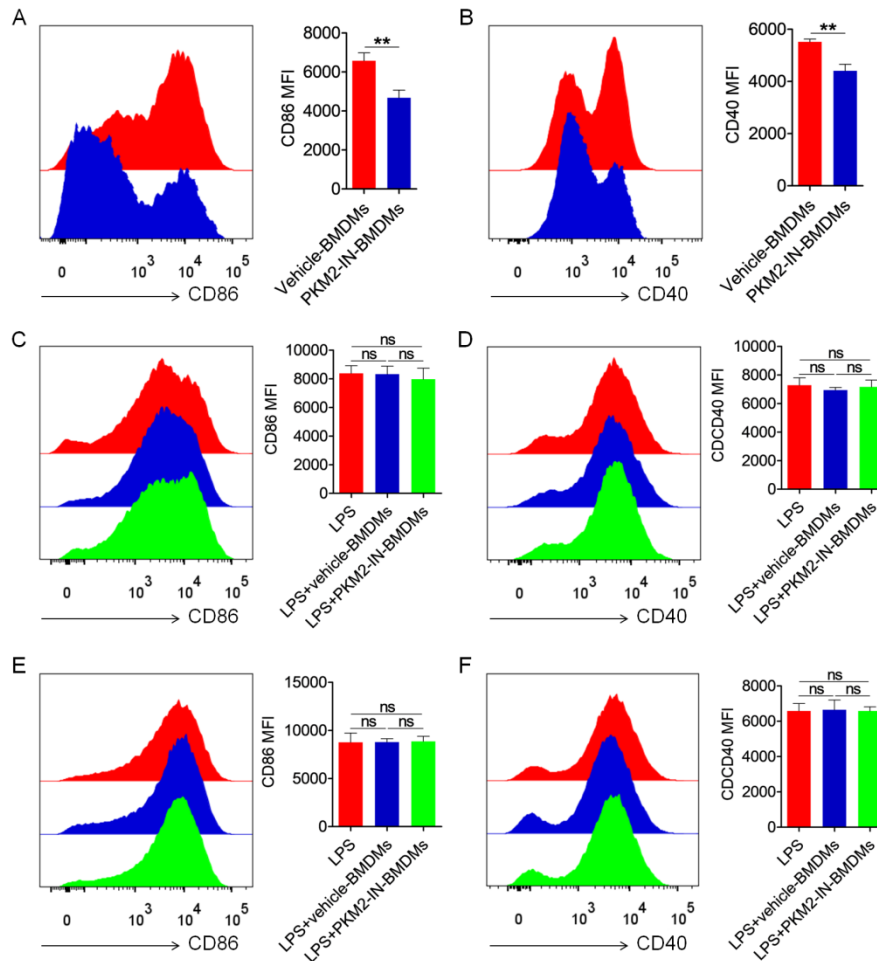 A
CD86 MFI
8000
6000
4000
2000
0
**
Vehicle-BMDMs
PKM2-IN-BMDMs
0 103 104 105
CD86
B
CD40 MFI
6000
4000
2000
0
**
Vehicle-BMDMs
PKM2-IN-BMDMs
0 103 104 105
CD40
C
CD86 MFI
10000
8000
6000
4000
2000
0
ns
ns ns
LPS
LPS+vehicle-BMDMs
LPS+PKM2-IN-BMDMs
0 103 104 105
CD86
D
CDCD40 MFI
10000
8000
6000
4000
2000
0
ns
ns ns
LPS
LPS+vehicle-BMDMs
LPS+PKM2-IN-BMDMs
0 103 104 105
CD40
E
CD86 MFI
15000
10000
5000
0
ns
ns ns
LPS
LPS+vehicle-BMDMs
LPS+PKM2-IN-BMDMs
0 103 104 105
CD86
F
CDCD40 MFI
10000
8000
6000
4000
2000
0
ns
ns ns
LPS
LPS+vehicle-BMDMs
LPS+PKM2-IN-BMDMs
0 103 104 105
CD40